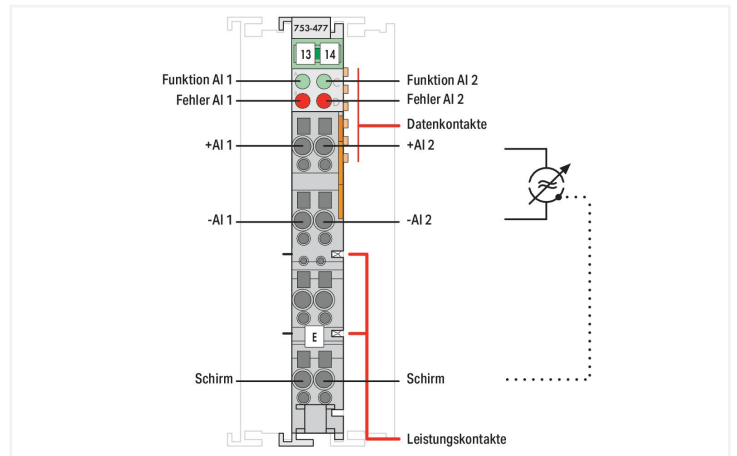 753-477
13 14
Funktion AI 1
Funktion AI 2
Fehler AI 1
Fehler AI 2
Datenkontakte
+AI 1
+AI 2
-AI 1
-AI 2
E
Schirm
Schirm
Leistungskontakte